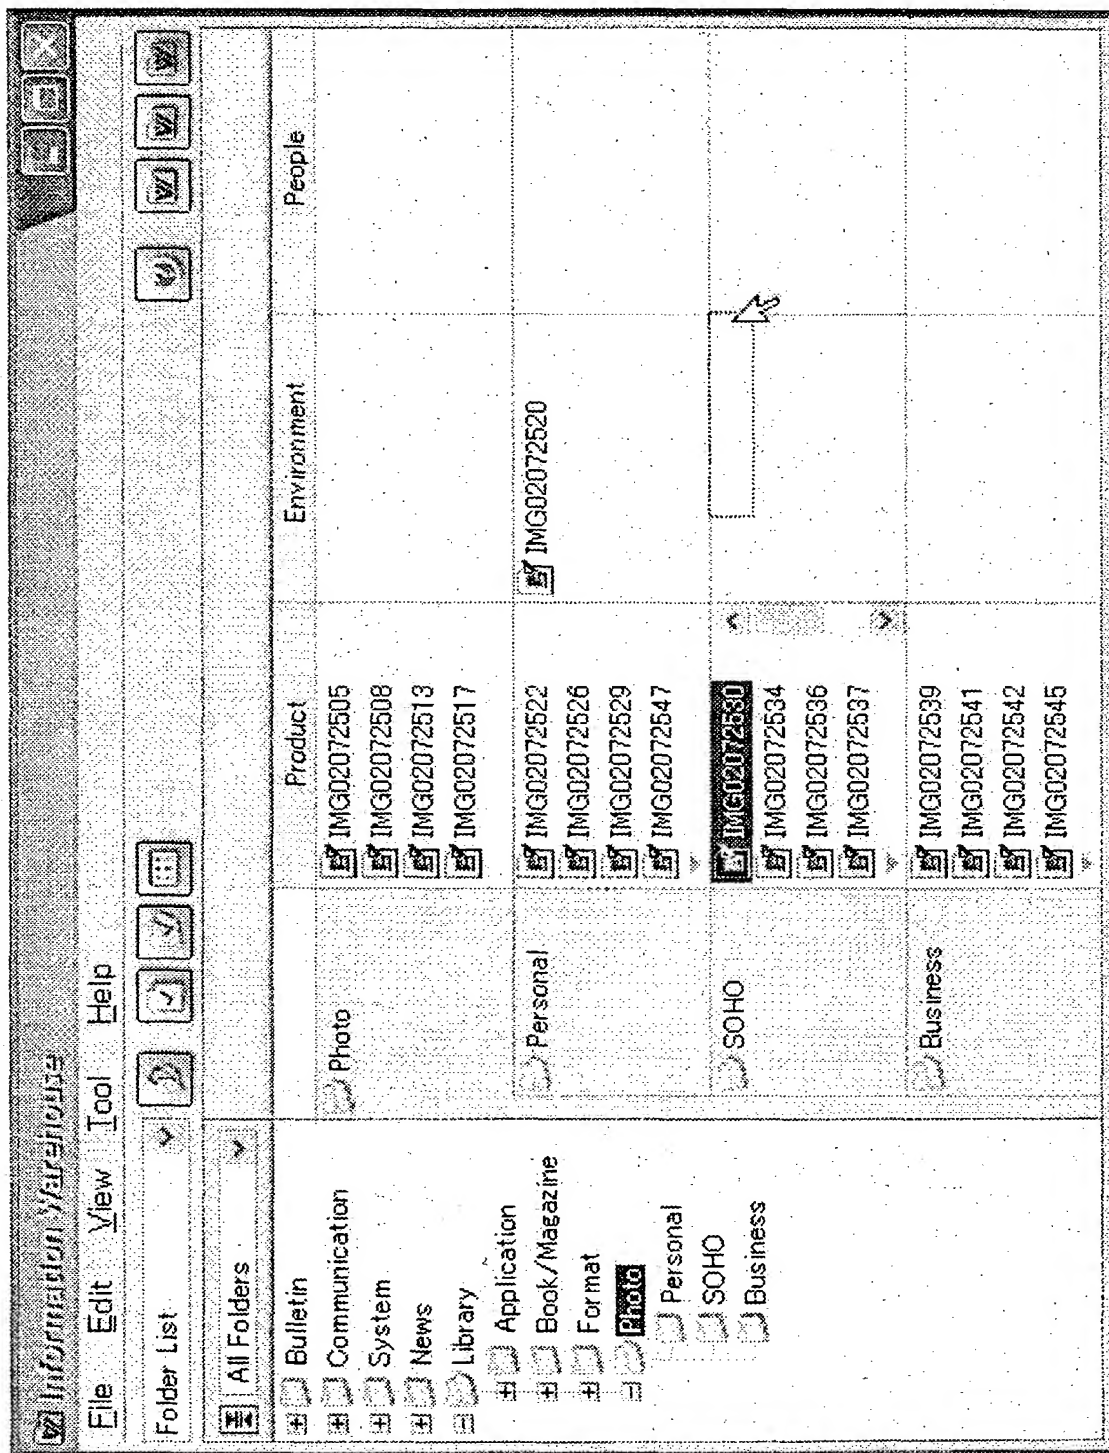 Information Warehouse
File Edit View Tool Help
Folder List
All Folders
Bulletin
Communication
System
News
Library
Application
Book/Magazine
Format
Photo
Personal
SOHO
Business
Product Environment People
Photo
IMG02072505
IMG02072508
IMG02072513
IMG02072517
Personal
IMG02072522 IMG02072520
IMG02072526
IMG02072529
IMG02072547
SOHO
IMG02072530
IMG02072534
IMG02072536
IMG02072537
Business
IMG02072539
IMG02072541
IMG02072542
IMG02072545